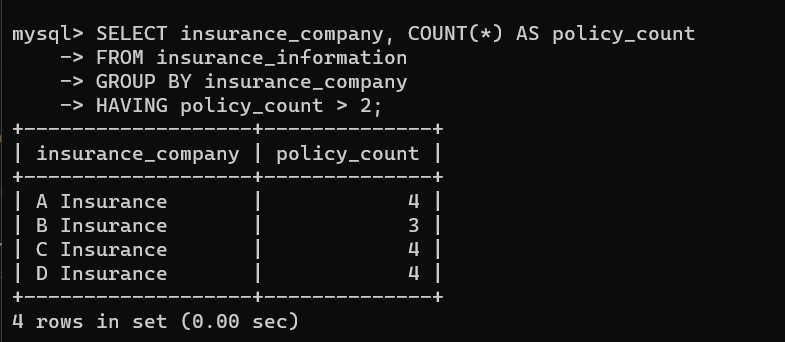 mysql> SELECT insurance_company, COUNT(*) AS policy_count
    -> FROM insurance_information
    -> GROUP BY insurance_company
    -> HAVING policy_count > 2;
+-------------------+--------------+
| insurance_company | policy_count |
+-------------------+--------------+
| A Insurance       |            4 |
| B Insurance       |            3 |
| C Insurance       |            4 |
| D Insurance       |            4 |
+-------------------+--------------+
4 rows in set (0.00 sec)